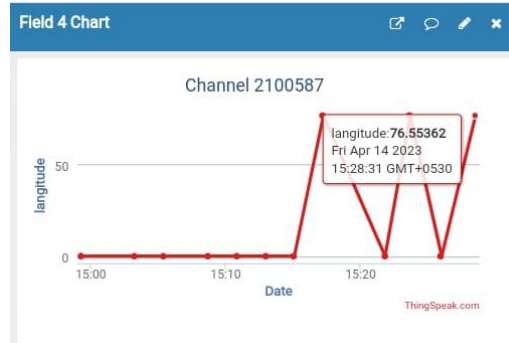 Field 4 Chart
Channel 2100587
langitude:76.55362
Fri Apr 14 2023
15:28:31 GMT+0530
50
langitude
0
15:00 15:10 15:20
Date
ThingSpeak.com